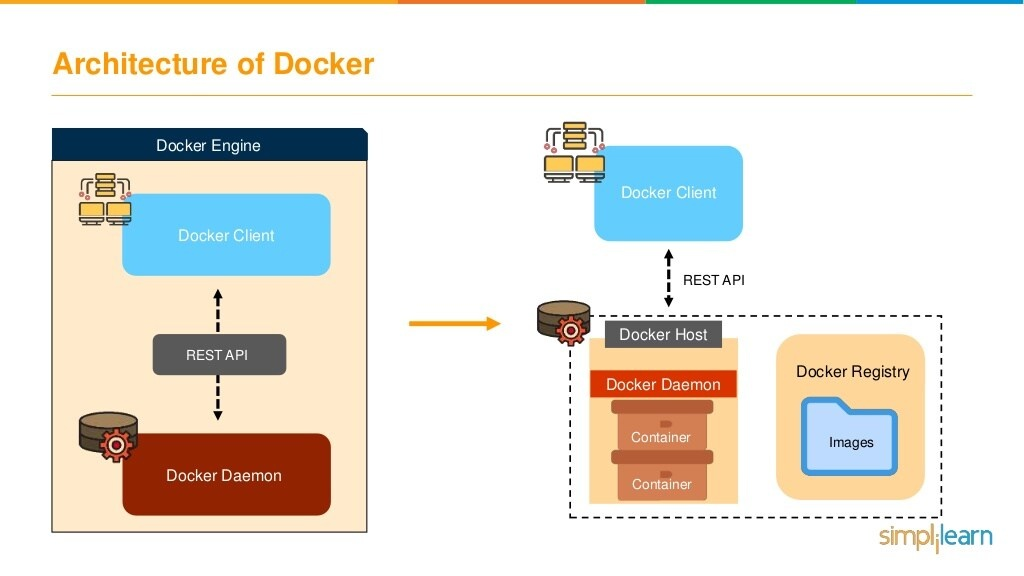 Architecture of Docker
Docker Engine
Docker Client
REST API
Docker Daemon
Docker Client
REST API
Docker Host
Docker Daemon
Container
Container
Docker Registry
Images
simplilearn